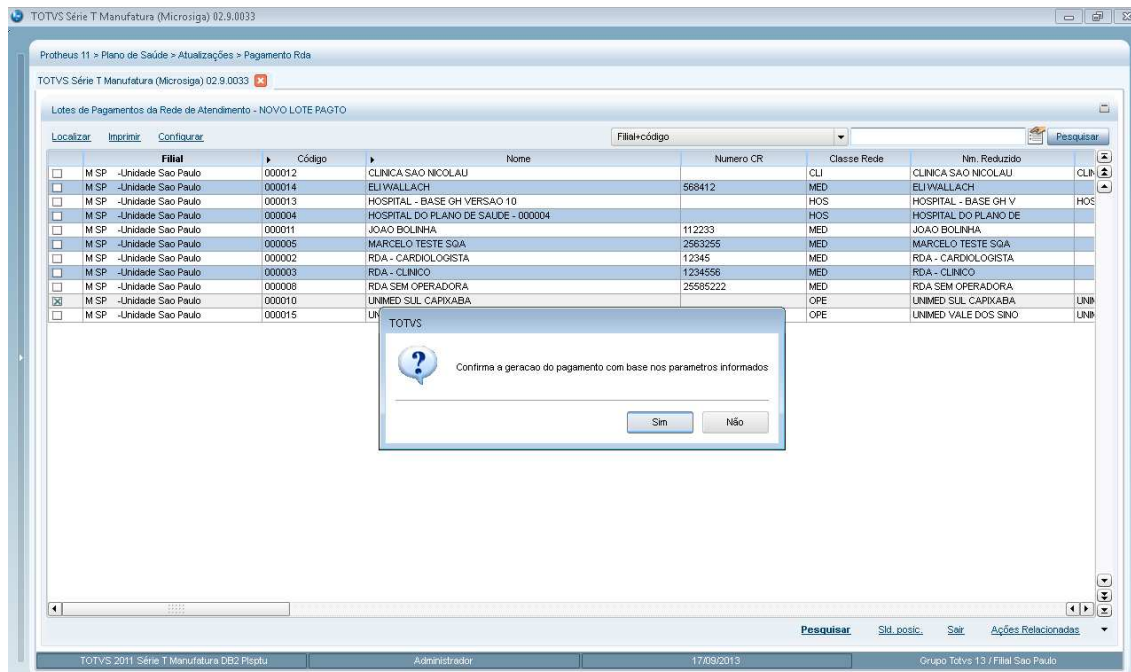 TOTVS Série T Manufatura (Microsiga) 02.9.0033
Protheus 11 > Plano de Saúde > Atualizações > Pagamento Rda
TOTVS Série T Manufatura (Microsiga) 02.9.0033
Lotes de Pagamentos da Rede de Atendimento - NOVO LOTE PAGTO
Localizar Imprimir Configurar Filial+código Pesquisar
Filial Código Nome Numero CR Classe Rede Nm. Reduzido
M SP -Unidade Sao Paulo 000012 CLINICA SAO NICOLAU CLI CLINICA SAO NICOLAU CLIN
M SP -Unidade Sao Paulo 000014 ELI WALLACH 568412 MED ELI WALLACH
M SP -Unidade Sao Paulo 000013 HOSPITAL - BASE GH VERSAO 10 HOS HOSPITAL - BASE GH V HOS
M SP -Unidade Sao Paulo 000004 HOSPITAL DO PLANO DE SAUDE - 000004 HOS HOSPITAL DO PLANO DE
M SP -Unidade Sao Paulo 000011 JOAO BOLINHA 112233 MED JOAO BOLINHA
M SP -Unidade Sao Paulo 000005 MARCELO TESTE SQA 2563255 MED MARCELO TESTE SQA
M SP -Unidade Sao Paulo 000002 RDA - CARDIOLOGISTA 12345 MED RDA - CARDIOLOGISTA
M SP -Unidade Sao Paulo 000003 RDA - CLINICO 1234556 MED RDA - CLINICO
M SP -Unidade Sao Paulo 000008 RDA SEM OPERADORA 25585222 MED RDA SEM OPERADORA
M SP -Unidade Sao Paulo 000010 UNIMED SUL CAPIXABA OPE UNIMED SUL CAPIXABA UNIM
M SP -Unidade Sao Paulo 000015 UN OPE UNIMED VALE DOS SINO UNIM
TOTVS
Confirma a geracao do pagamento com base nos parametros informados
Sim Não
Pesquisar Sld. posic. Sair Ações Relacionadas
TOTVS 2011 Série T Manufatura DB2 Plsptu Administrador 17/09/2013 Grupo Totvs 13 / Filial Sao Paulo